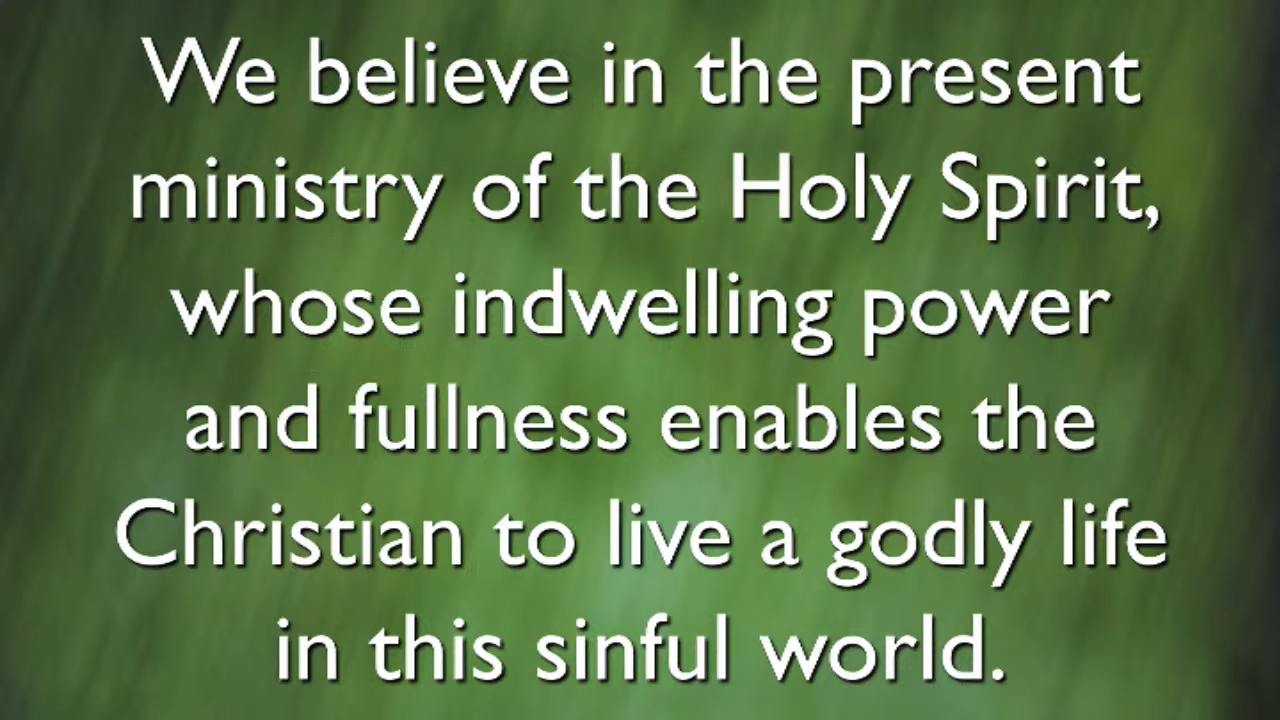 We believe in the present
ministry of the Holy Spirit,
whose indwelling power
and fullness enables the
Christian to live a godly life
in this sinful world.